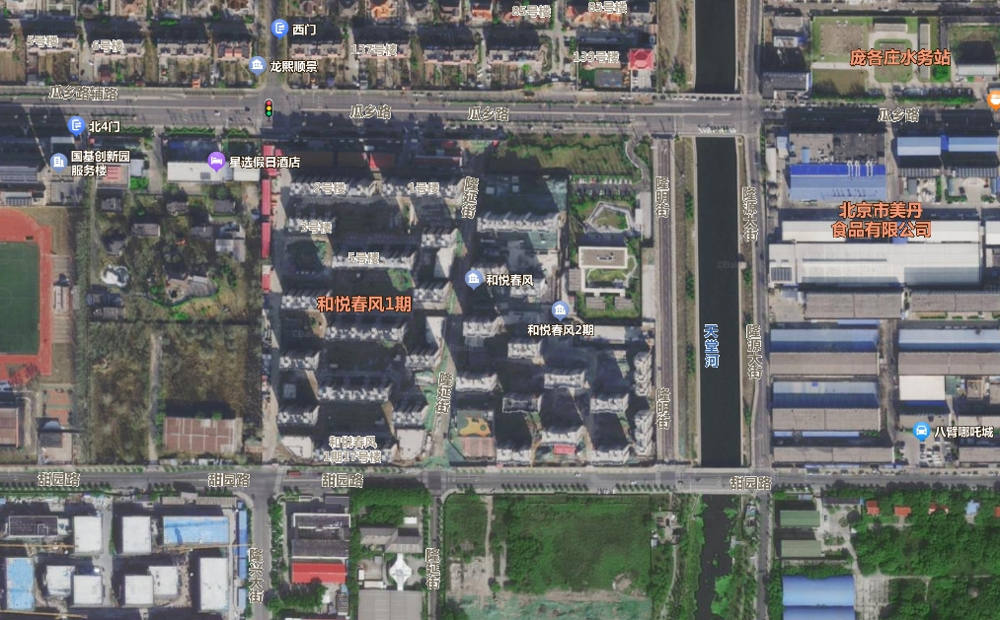 85号楼
83号楼
西门
5号楼
6号楼
137号楼
139号楼
庞各庄水务站
龙熙顺景
瓜乡路辅路
瓜乡路
瓜乡路
瓜乡路
北4门
国基创新园
服务楼
星选假日酒店
2号楼
1号楼
隆延街
隆明街
隆源大街
北京市美丹
食品有限公司
3号楼
5号楼
和悦春风
和悦春风1期
和悦春风2期
天堂河
隆源大街
隆延街
隆明街
八臂哪吒城
和悦春风
1期17号楼
甜园路
甜园路
甜园路
甜园路
隆兴大街
隆延街